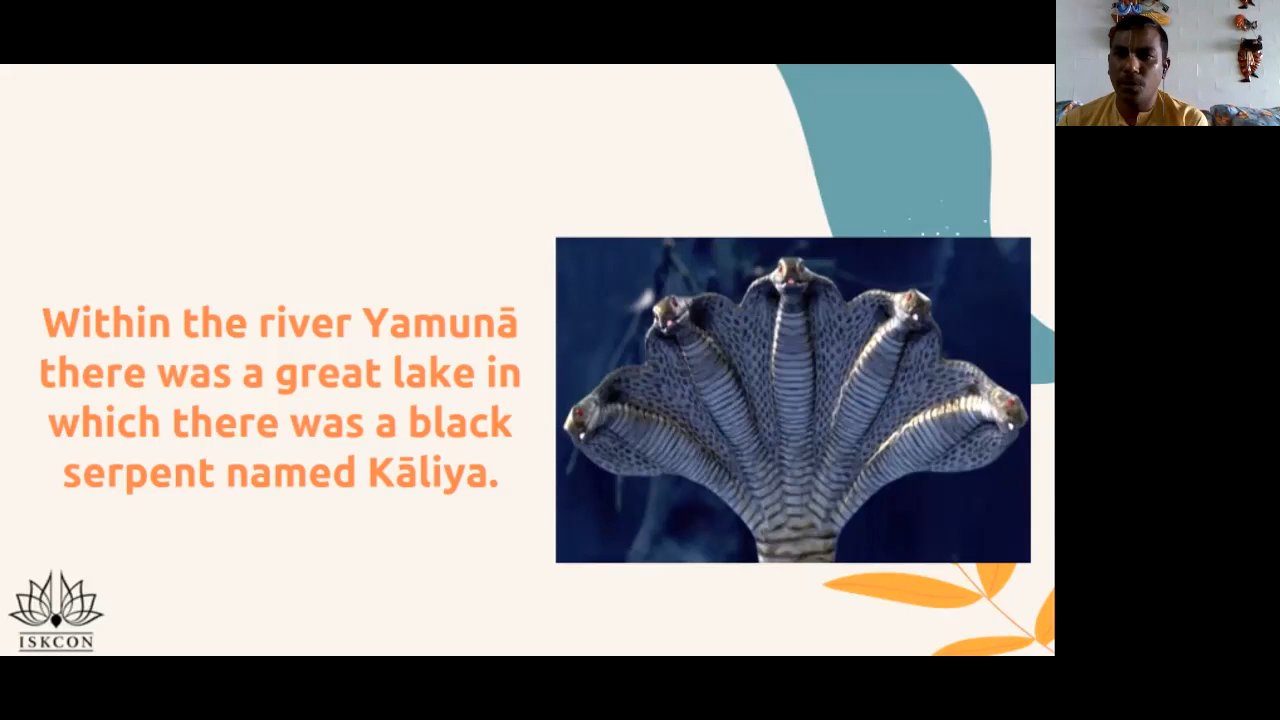 Within the river Yamunā
there was a great lake in
which there was a black
serpent named Kāliya.
ISKCON